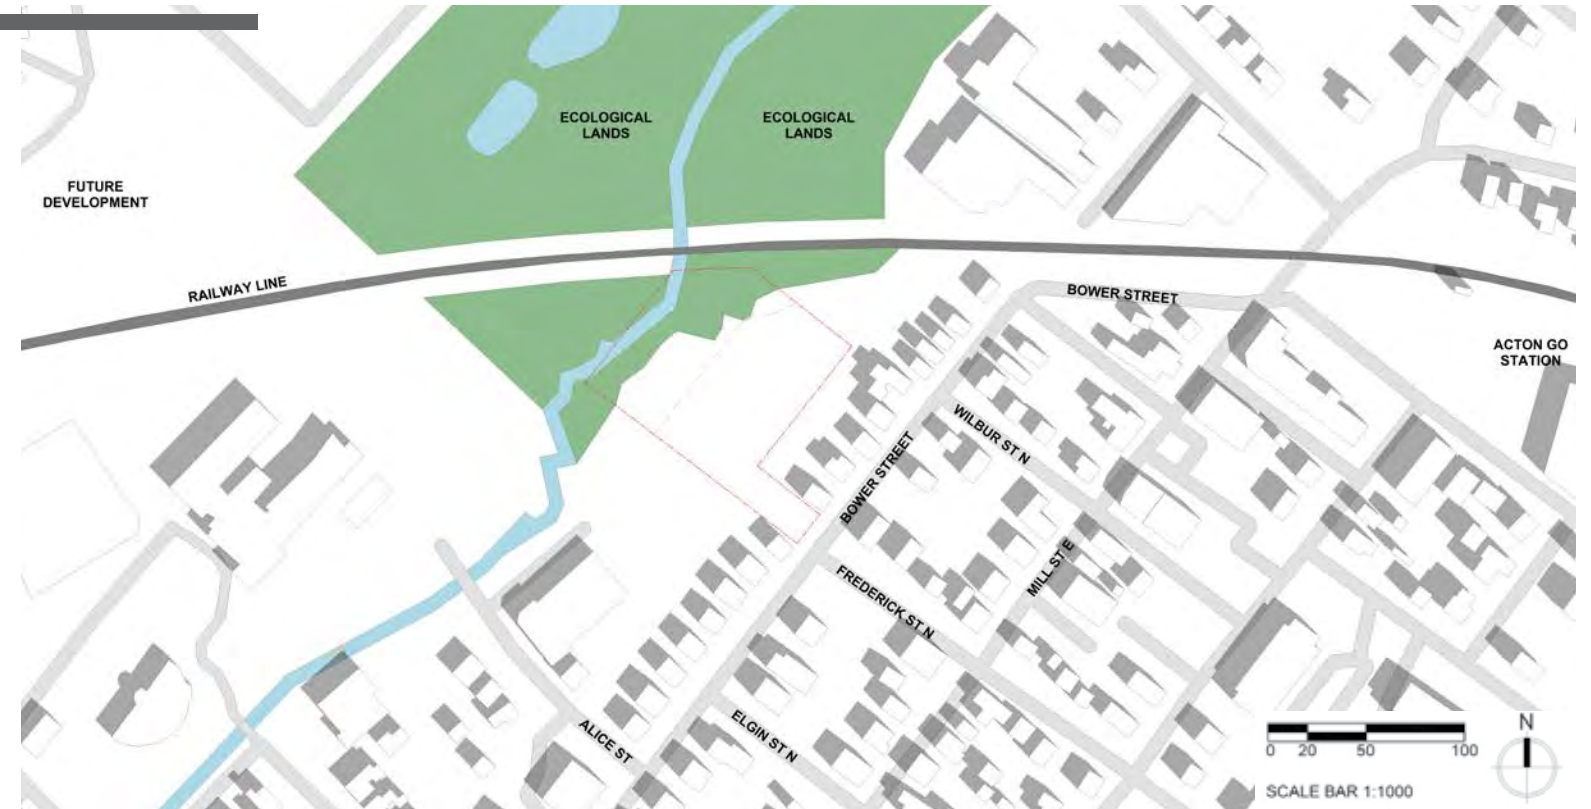 ECOLOGICAL
LANDS
ECOLOGICAL
LANDS
FUTURE
DEVELOPMENT
RAILWAY LINE
BOWER STREET
ACTON GO
STATION
WILBUR ST N
BOWER STREET
MILL ST E
FREDERICK ST N
ELGIN ST N
ALICE ST
N
0 20 50 100
SCALE BAR 1:1000